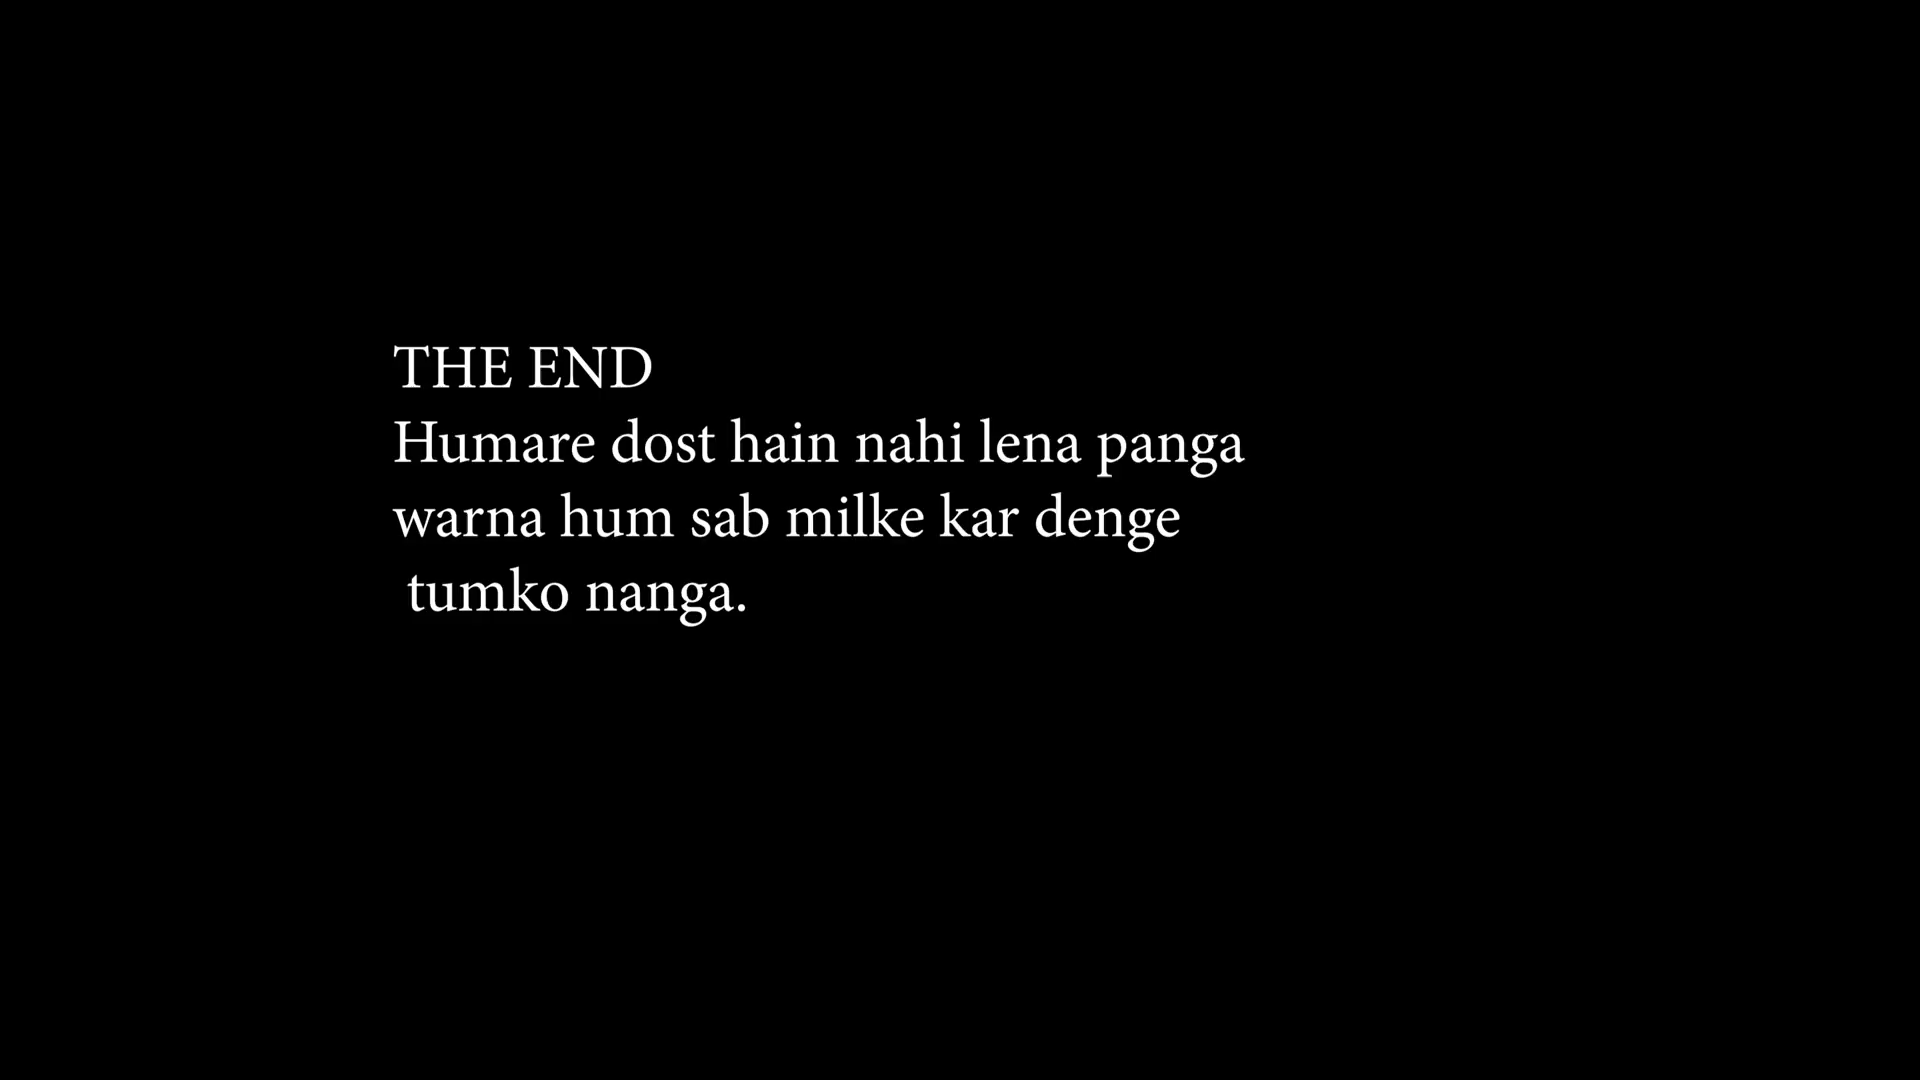 THE END
Humare dost hain nahi lena panga
warna hum sab milke kar denge
tumko nanga.